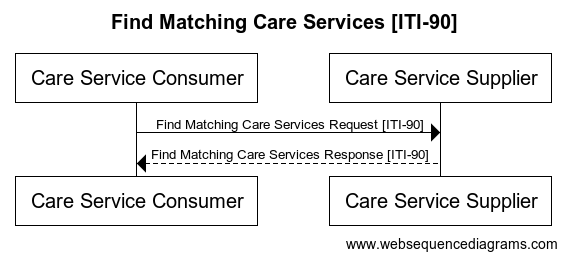 Find Matching Care Services [ITI-90]
Care Service Consumer
Care Service Supplier
Find Matching Care Services Request [ITI-90]
Find Matching Care Services Response [ITI-90]
Care Service Consumer
Care Service Supplier
www.websequencediagrams.com